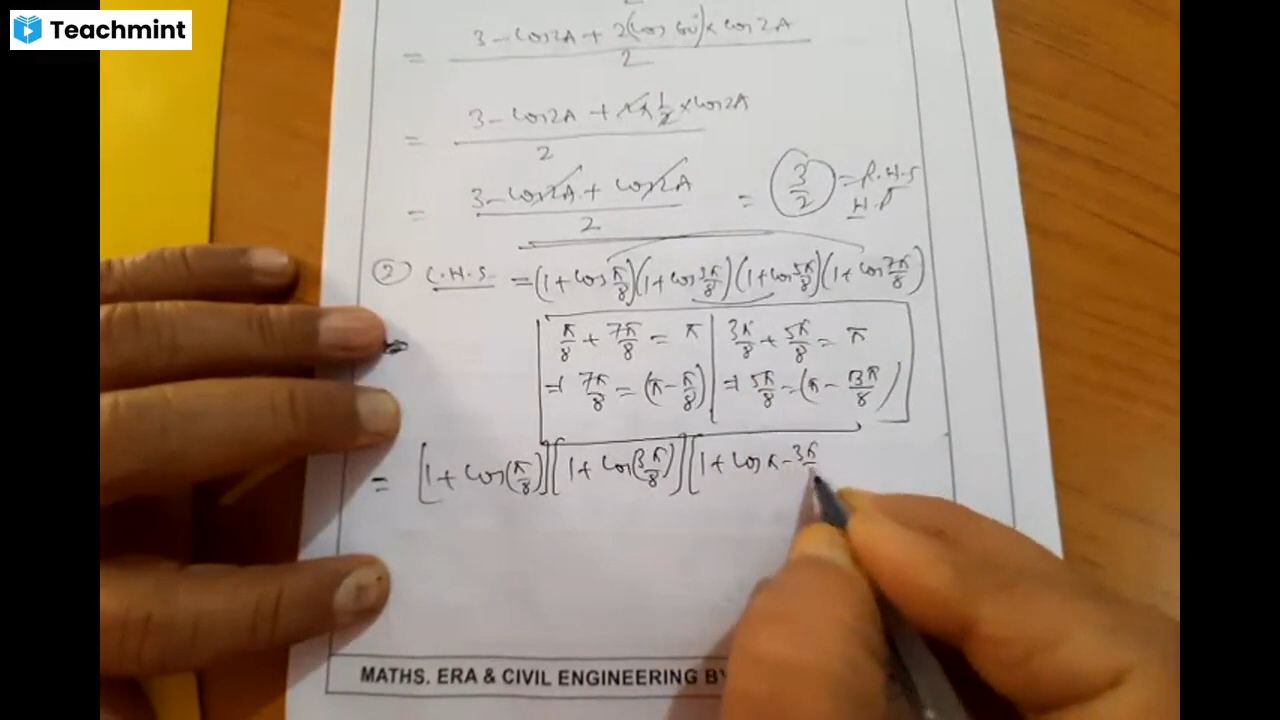 Teachmint
= 3 - Cos2A + 2(Cos 60°) × Cos2A / 2
= 3 - Cos2A + 2 × 1/2 × Cos2A / 2
= 3 - Cos2A + Cos2A / 2 = 3/2 = R.H.S
H.P
② L.H.S. = (1 + Cos π/8)(1 + Cos 3π/8)(1 + Cos 5π/8)(1 + Cos 7π/8)
π/8 + 7π/8 = π | 3π/8 + 5π/8 = π
⇒ 7π/8 = (π - π/8) | ⇒ 5π/8 = (π - 3π/8)
= [1 + Cos(π/8)][1 + Cos(3π/8)][1 + Cos π - 3π
MATHS. ERA & CIVIL ENGINEERING BY